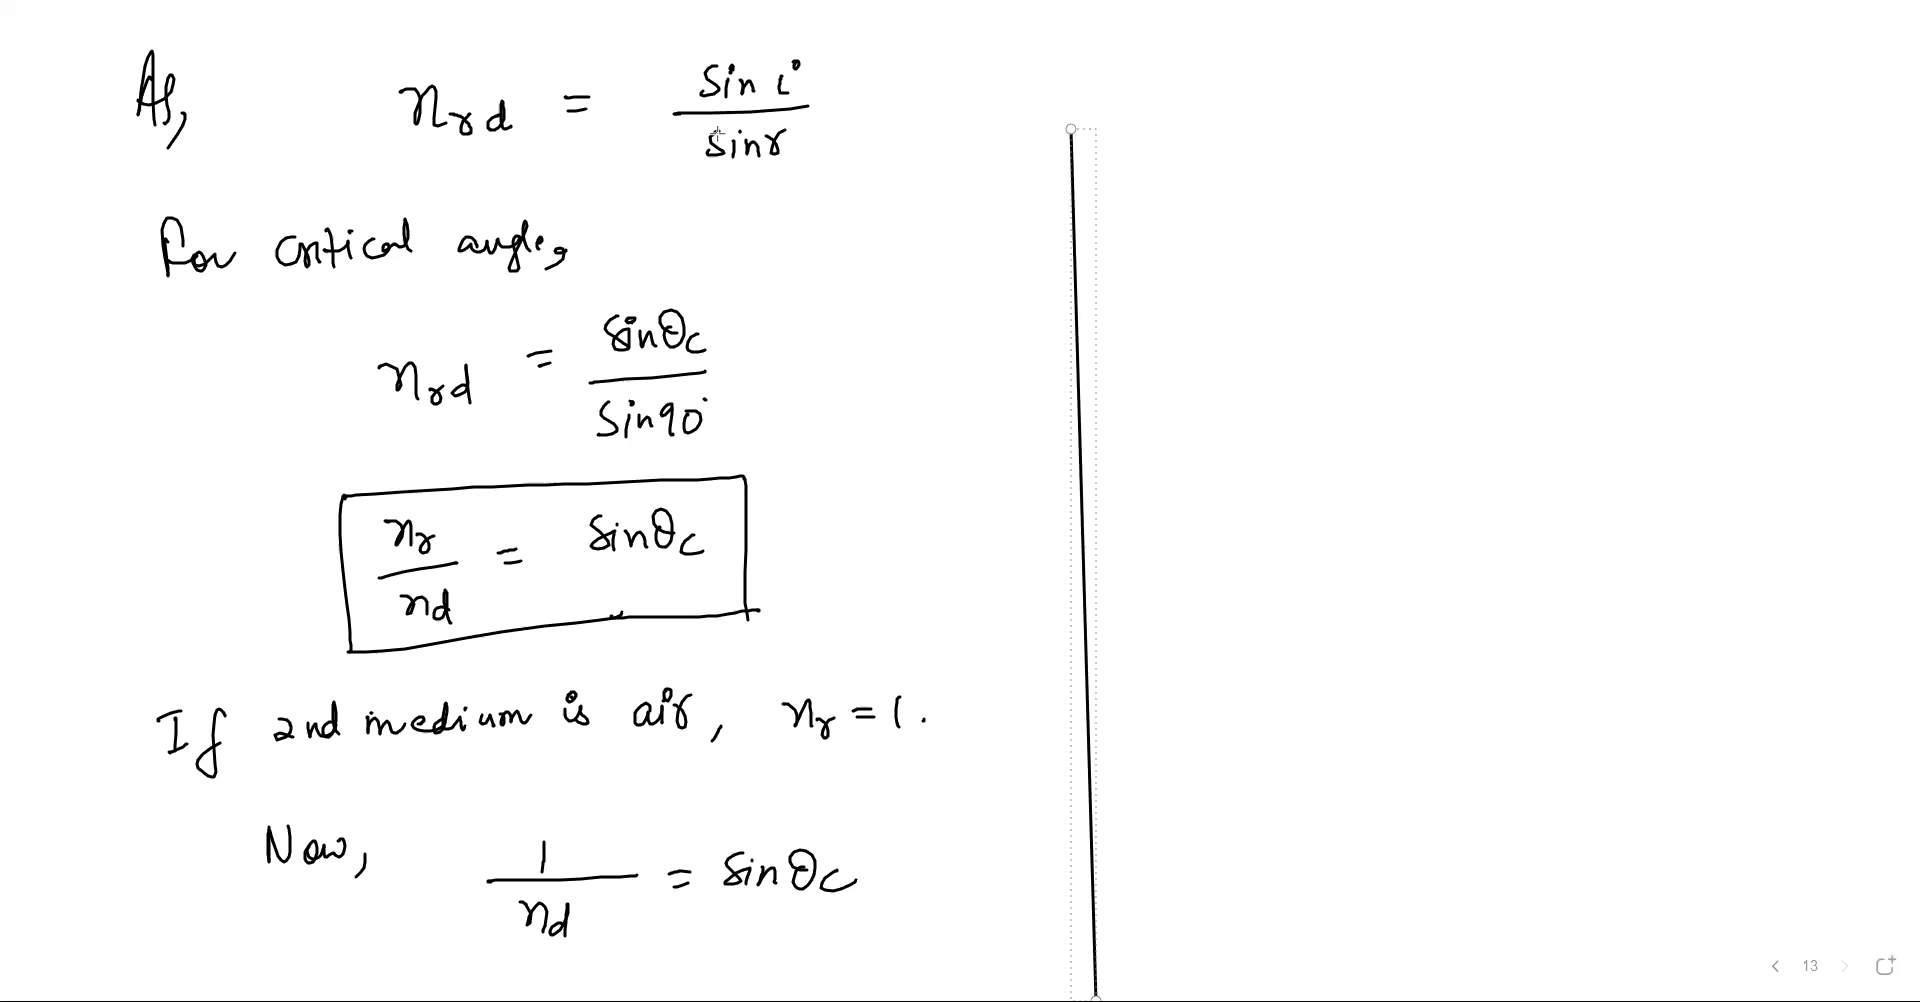 As, n_rd = sin i / sin r
For critical angle,
n_rd = sinθc / sin90°
n_r / n_d = sinθc
If 2nd medium is air, n_r = 1.
Now, 1 / n_d = sinθc
13